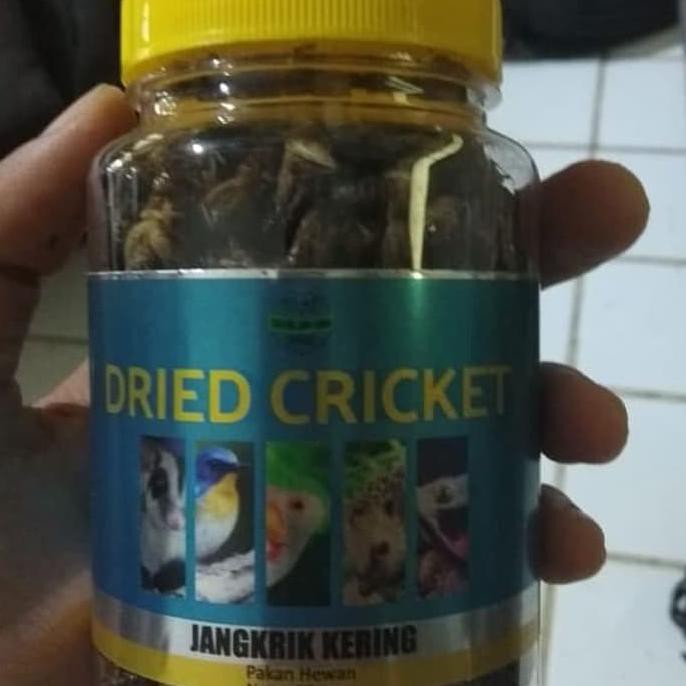 DRIED CRICKET
JANGKRIK KERING
Pakan Hewan